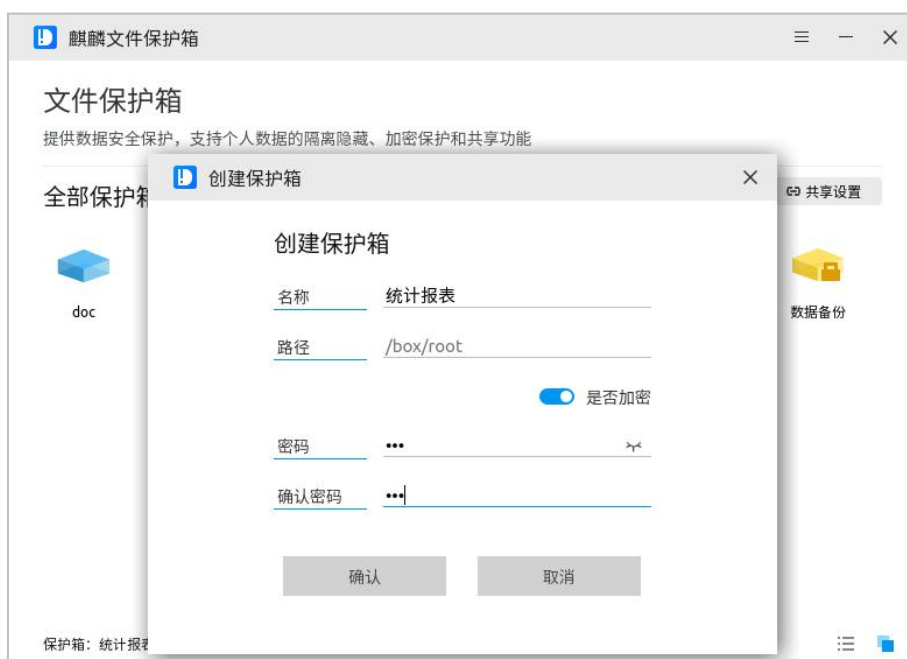 麒麟文件保护箱
文件保护箱
提供数据安全保护，支持个人数据的隔离隐藏、加密保护和共享功能
全部保护箱
共享设置
doc
数据备份
创建保护箱
创建保护箱
名称 统计报表
路径 /box/root
是否加密
密码 •••
确认密码 •••
确认 取消
保护箱：统计报表